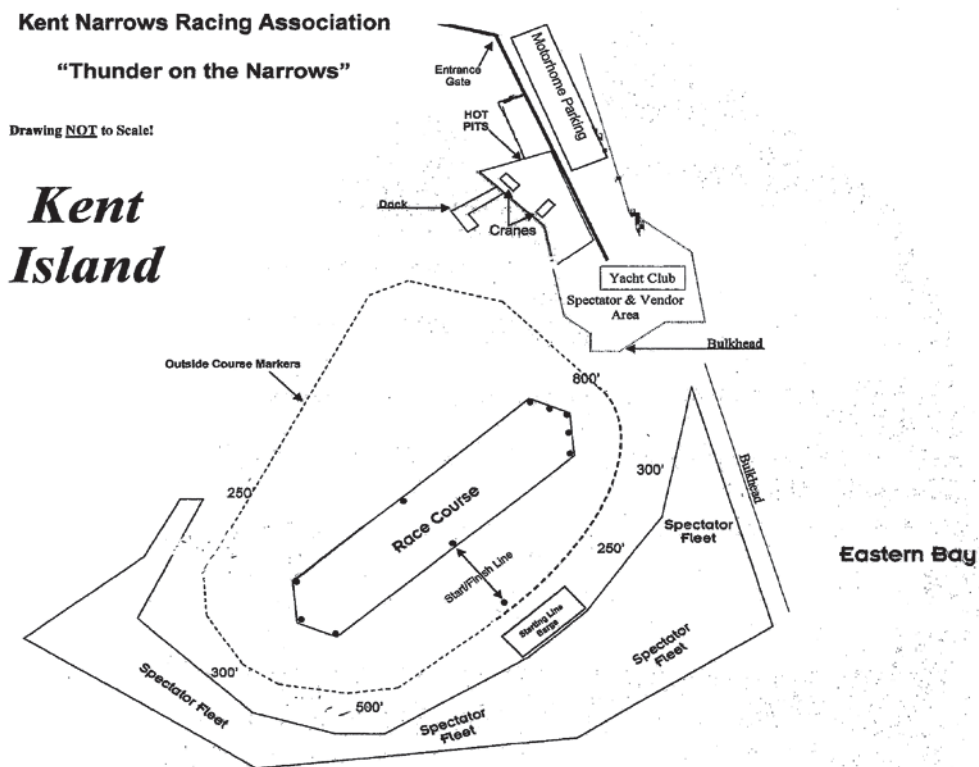 Kent Narrows Racing Association
"Thunder on the Narrows"
Drawing NOT to Scale!
Kent
Island
Entrance
Gate
Motorhome Parking
HOT
PITS
Dock
Cranes
Yacht Club
Spectator & Vendor
Area
Bulkhead
Outside Course Markers
800'
300'
Bulkhead
250'
Race Course
Spectator
Fleet
250'
Eastern Bay
Start/Finish Line
Starting Line
Barge
Spectator
Fleet
300'
Spectator Fleet
500'
Spectator
Fleet